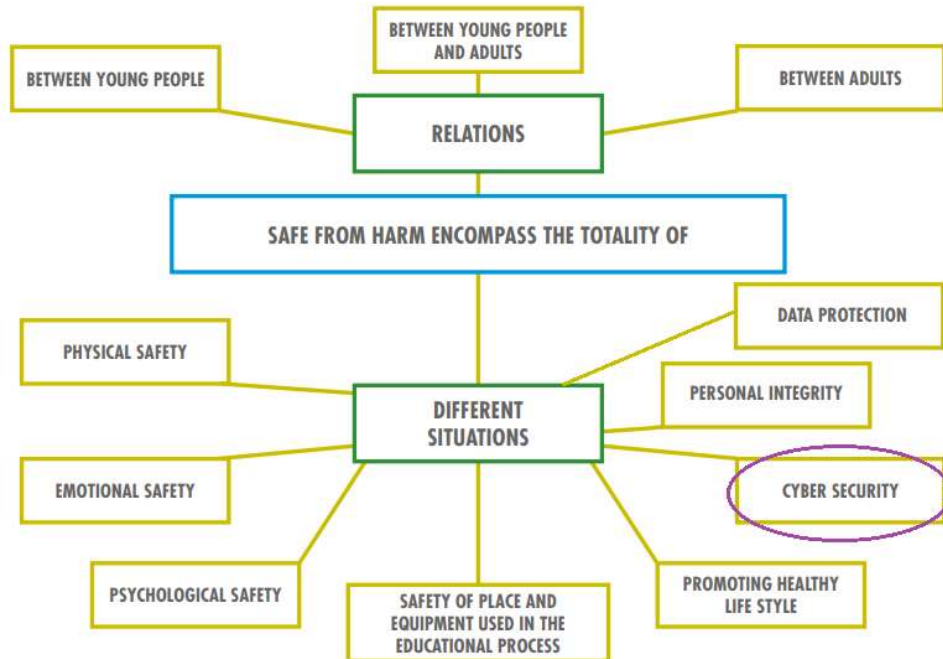 BETWEEN YOUNG PEOPLE
AND ADULTS
BETWEEN YOUNG PEOPLE
BETWEEN ADULTS
RELATIONS
SAFE FROM HARM ENCOMPASS THE TOTALITY OF
DATA PROTECTION
PHYSICAL SAFETY
PERSONAL INTEGRITY
DIFFERENT
SITUATIONS
EMOTIONAL SAFETY
CYBER SECURITY
PSYCHOLOGICAL SAFETY
SAFETY OF PLACE AND
EQUIPMENT USED IN THE
EDUCATIONAL PROCESS
PROMOTING HEALTHY
LIFE STYLE